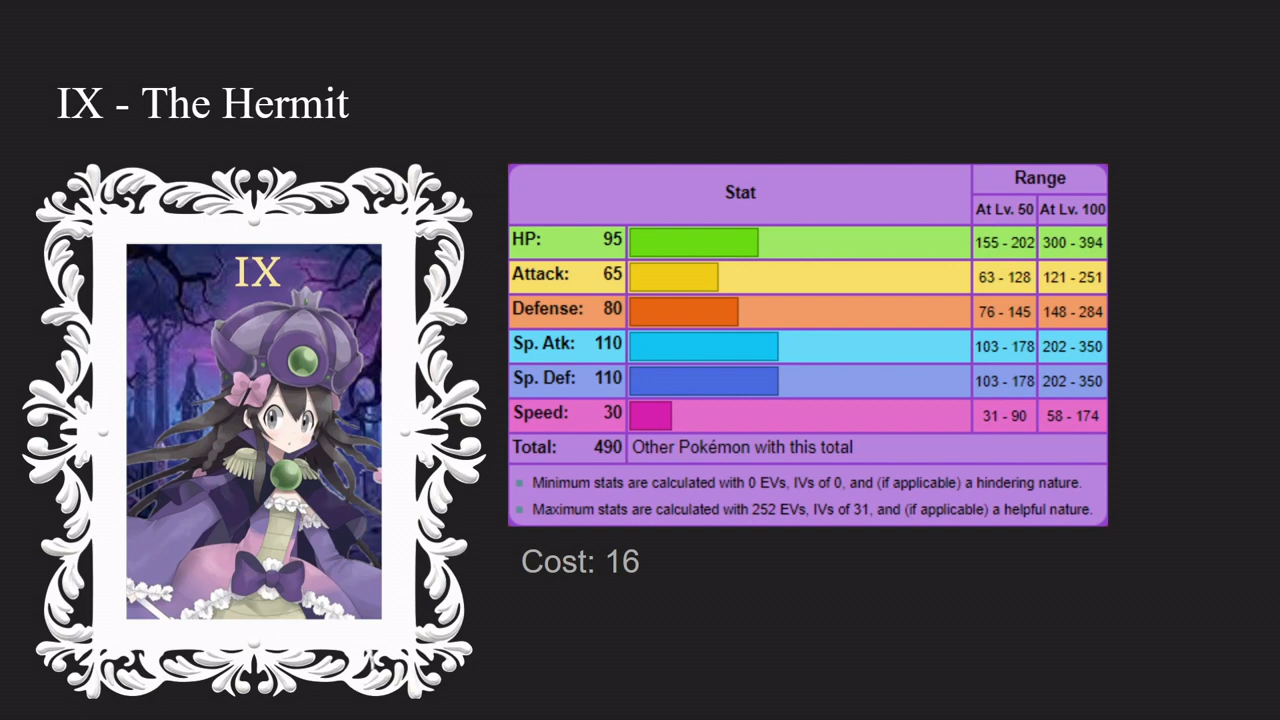 IX - The Hermit
IX
Stat
Range
At Lv. 50 At Lv. 100
HP: 95 155 - 202 300 - 394
Attack: 65 63 - 128 121 - 251
Defense: 80 76 - 145 148 - 284
Sp. Atk: 110 103 - 178 202 - 350
Sp. Def: 110 103 - 178 202 - 350
Speed: 30 31 - 90 58 - 174
Total: 490 Other Pokémon with this total
Minimum stats are calculated with 0 EVs, IVs of 0, and (if applicable) a hindering nature.
Maximum stats are calculated with 252 EVs, IVs of 31, and (if applicable) a helpful nature.
Cost: 16